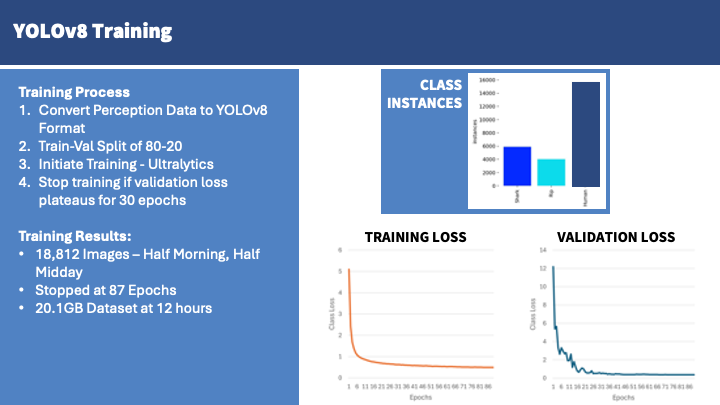 YOLOv8 Training
Training Process
1. Convert Perception Data to YOLOv8
Format
2. Train-Val Split of 80-20
3. Initiate Training - Ultralytics
4. Stop training if validation loss
plateaus for 30 epochs
Training Results:
• 18,812 Images – Half Morning, Half
Midday
• Stopped at 87 Epochs
• 20.1GB Dataset at 12 hours
CLASS
INSTANCES
Instances
16000
14000
12000
10000
8000
6000
4000
2000
0
Shark
Rip
Human
TRAINING LOSS
Class Loss
6
5
4
3
2
1
0
1 6 11 16 21 26 31 36 41 46 51 56 61 66 71 76 81 86
Epochs
VALIDATION LOSS
Class Loss
14
12
10
8
6
4
2
0
1 6 11 16 21 26 31 36 41 46 51 56 61 66 71 76 81 86
Epochs